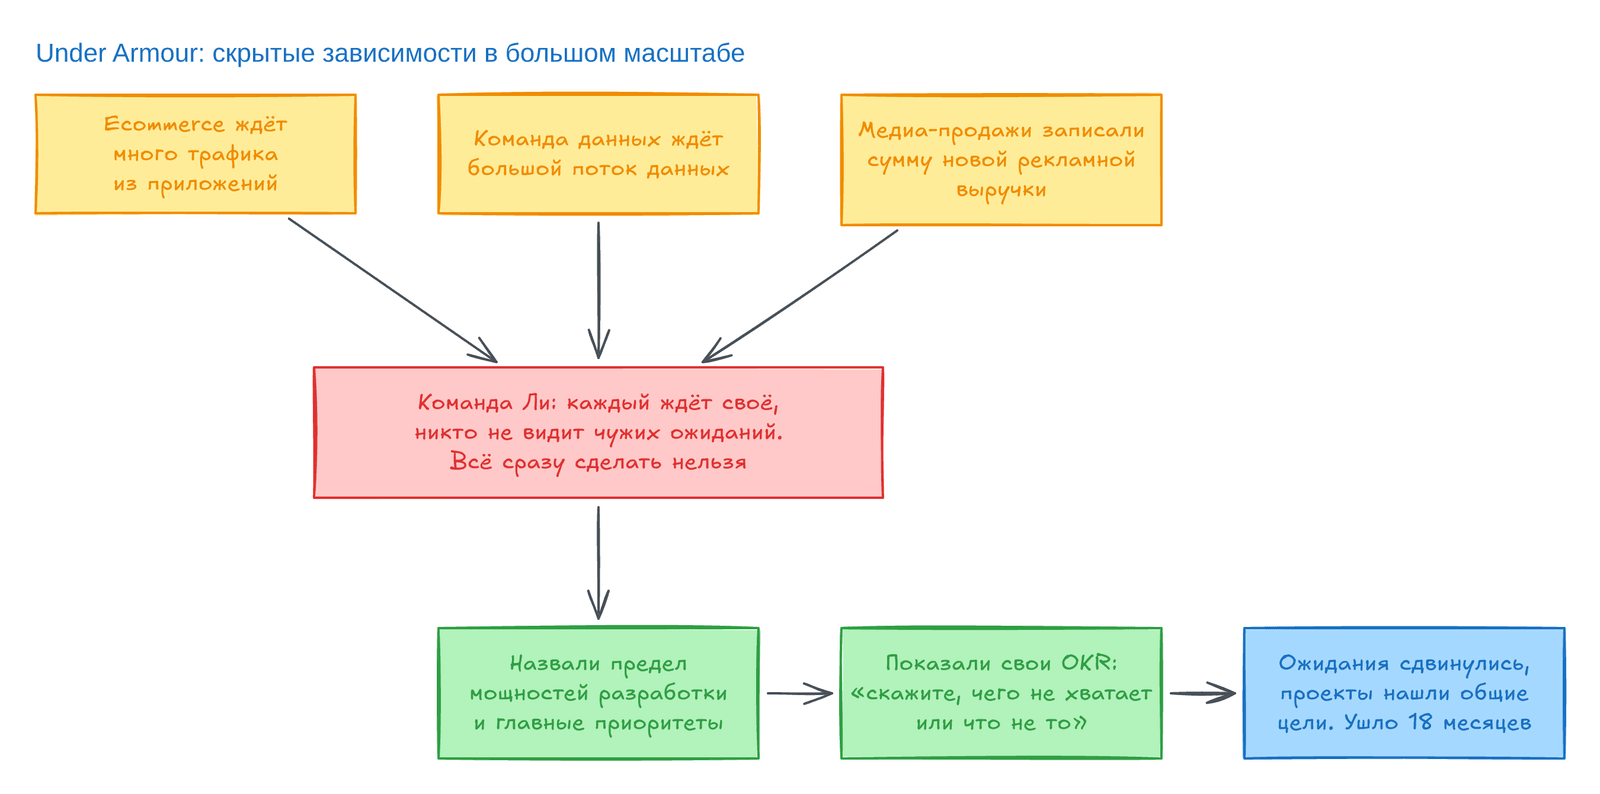 Under Armour: скрытые зависимости в большом масштабе
Ecommerce ждёт
много трафика
из приложений
Команда данных ждёт
большой поток данных
Медиа-продажи записали
сумму новой рекламной
выручки
Команда Ли: каждый ждёт своё,
никто не видит чужих ожиданий.
Всё сразу сделать нельзя
Назвали предел
мощностей разработки
и главные приоритеты
Показали свои OKR:
«скажите, чего не хватает
или что не то»
Ожидания сдвинулись,
проекты нашли общие
цели. Ушло 18 месяцев